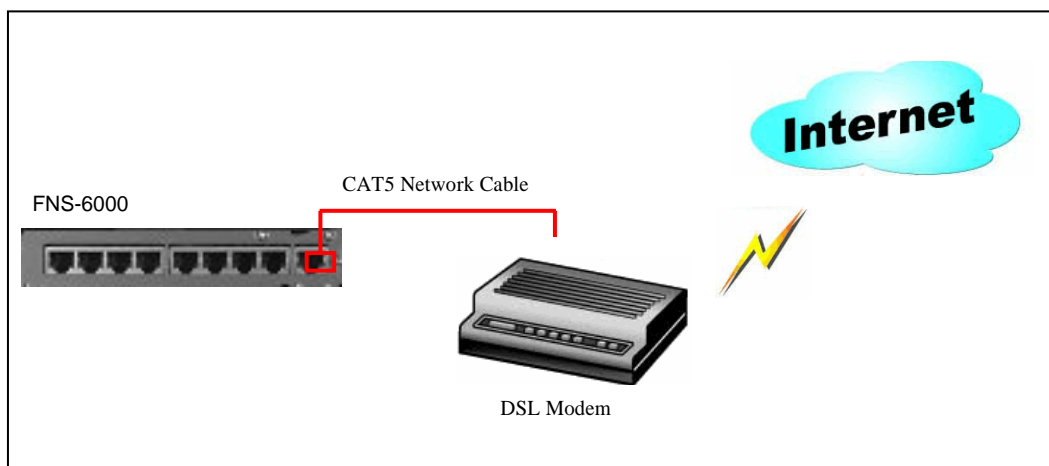 Internet
CAT5 Network Cable
FNS-6000
DSL Modem